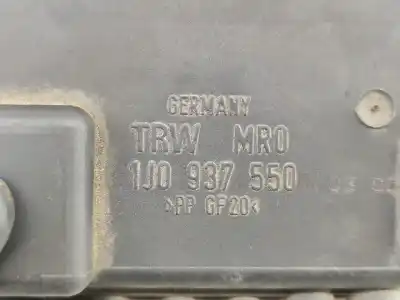 GERMANY
TRW MRO
1J0 937 550
>PP GF20<